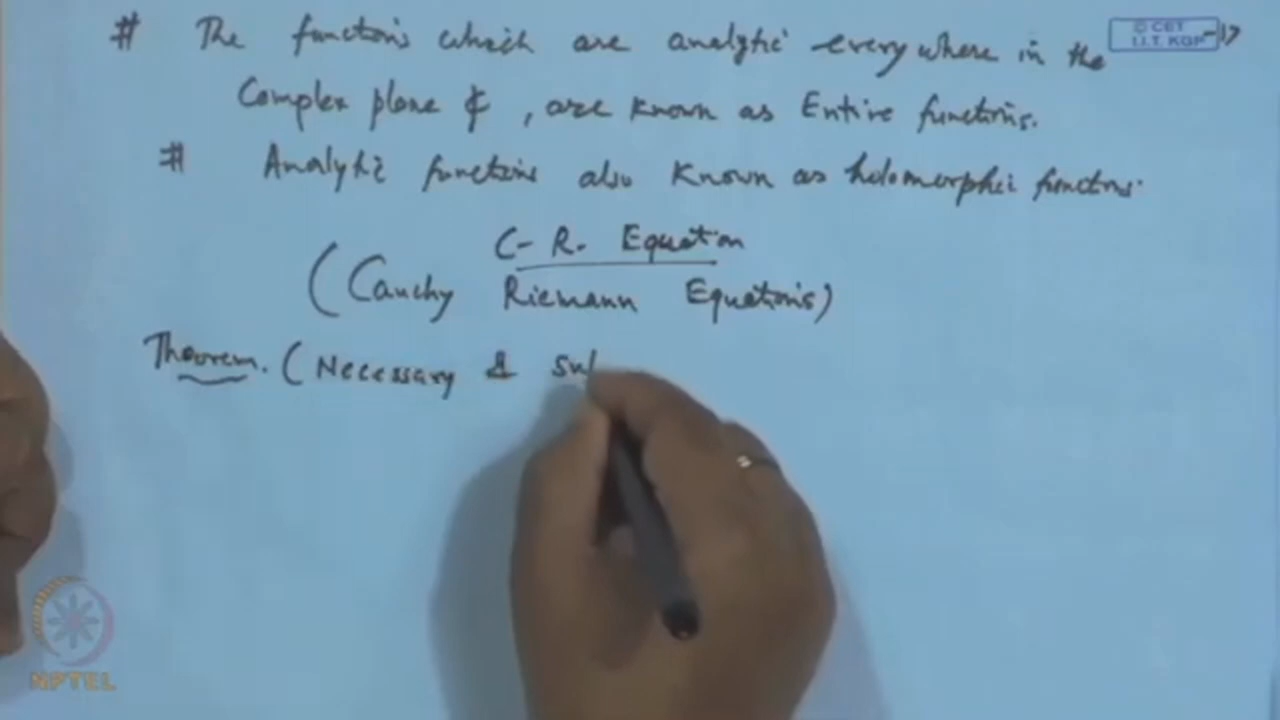 # The functions which are analytic everywhere in the
Complex plane ₵, are known as Entire functions.
# Analytic functions also known as holomorphic functions.
C-R. Equation
(Cauchy Riemann Equations)
Theorem. (Necessary &
© CET
I.I.T. KGP
17
NPTEL